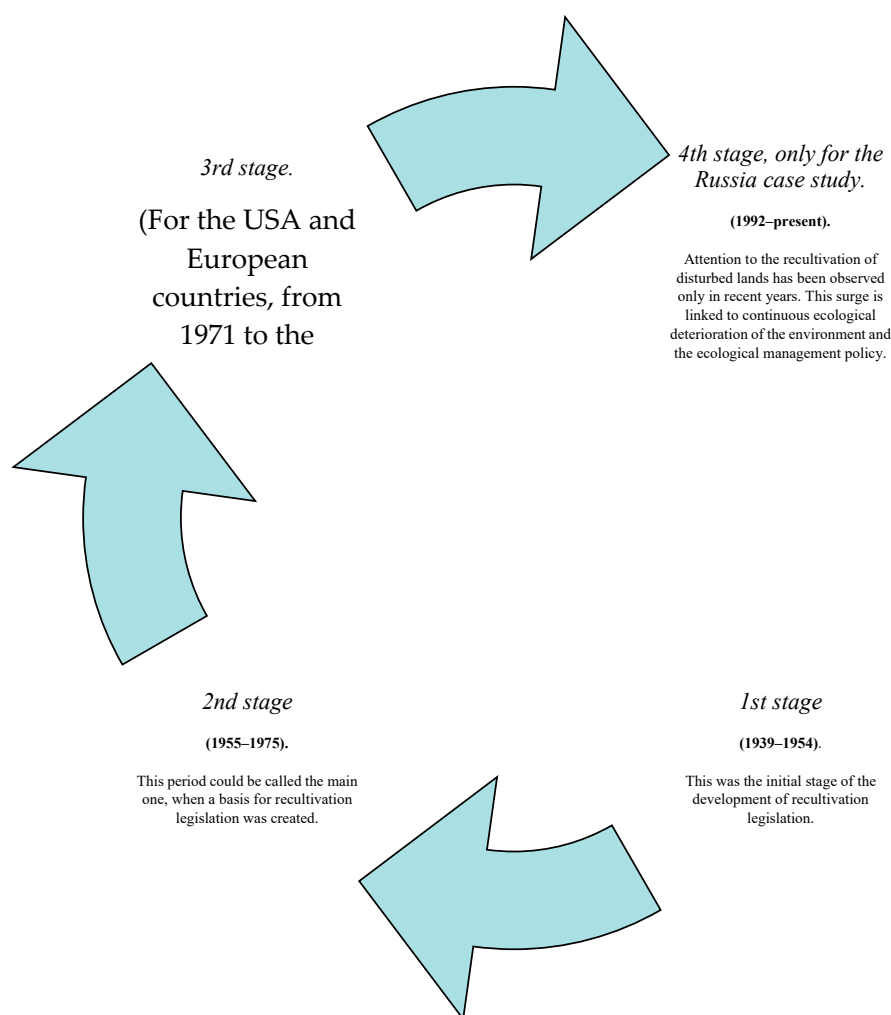 3rd stage.
(For the USA and
European
countries, from
1971 to the
4th stage, only for the
Russia case study.
(1992–present).
Attention to the recultivation of
disturbed lands has been observed
only in recent years. This surge is
linked to continuous ecological
deterioration of the environment and
the ecological management policy.
2nd stage
(1955–1975).
This period could be called the main
one, when a basis for recultivation
legislation was created.
1st stage
(1939–1954).
This was the initial stage of the
development of recultivation
legislation.